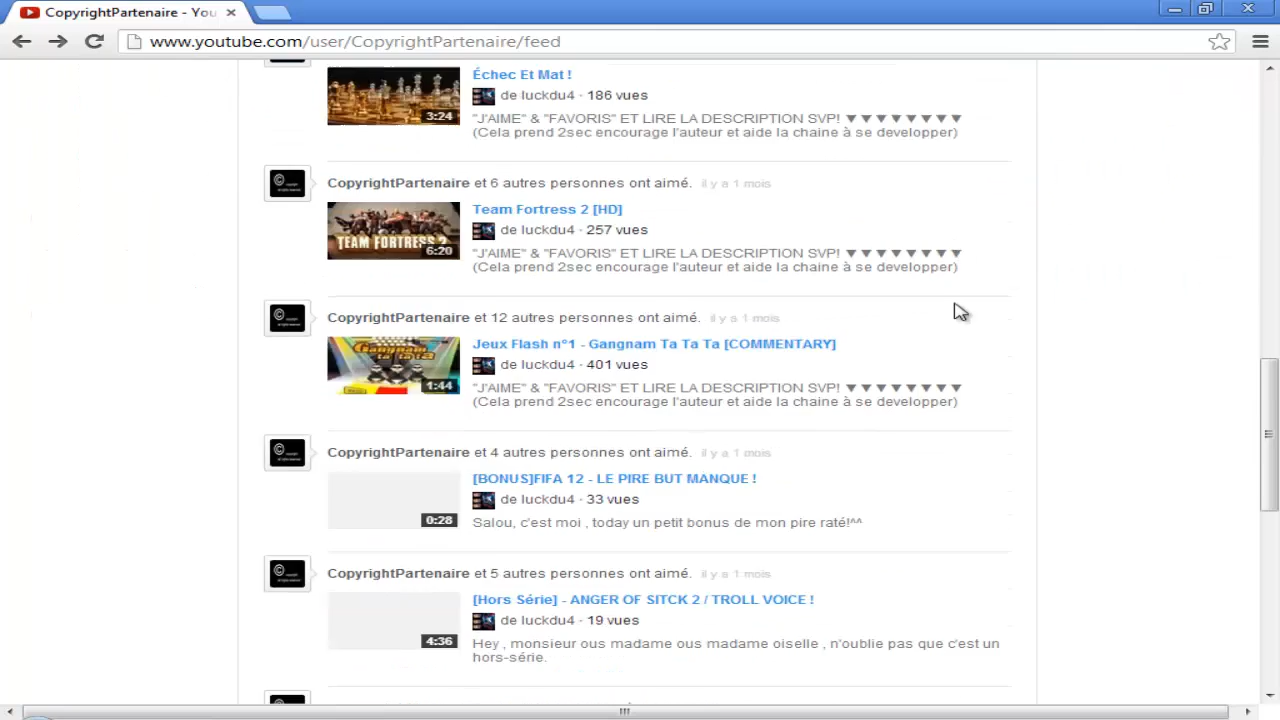 CopyrightPartenaire - You
www.youtube.com/user/CopyrightPartenaire/feed
Échec Et Mat !
de luckdu4 · 186 vues
3:24
"J'AIME" & "FAVORIS" ET LIRE LA DESCRIPTION SVP! ▼ ▼ ▼ ▼ ▼ ▼ ▼ ▼
(Cela prend 2sec encourage l'auteur et aide la chaine à se developper)
CopyrightPartenaire et 6 autres personnes ont aimé. il y a 1 mois
Team Fortress 2 [HD]
de luckdu4 · 257 vues
TEAM FORTRESS 2
6:20
"J'AIME" & "FAVORIS" ET LIRE LA DESCRIPTION SVP! ▼ ▼ ▼ ▼ ▼ ▼ ▼ ▼
(Cela prend 2sec encourage l'auteur et aide la chaine à se developper)
CopyrightPartenaire et 12 autres personnes ont aimé. il y a 1 mois
Jeux Flash n°1 - Gangnam Ta Ta Ta [COMMENTARY]
Gangnam
ta ta ta
de luckdu4 · 401 vues
1:44
"J'AIME" & "FAVORIS" ET LIRE LA DESCRIPTION SVP! ▼ ▼ ▼ ▼ ▼ ▼ ▼ ▼
(Cela prend 2sec encourage l'auteur et aide la chaine à se developper)
CopyrightPartenaire et 4 autres personnes ont aimé. il y a 1 mois
[BONUS]FIFA 12 - LE PIRE BUT MANQUE !
de luckdu4 · 33 vues
0:28
Salou, c'est moi , today un petit bonus de mon pire raté!^^
CopyrightPartenaire et 5 autres personnes ont aimé. il y a 1 mois
[Hors Série] - ANGER OF SITCK 2 / TROLL VOICE !
de luckdu4 · 19 vues
4:36
Hey , monsieur ous madame ous madame oiselle , n'oublie pas que c'est un
hors-série.